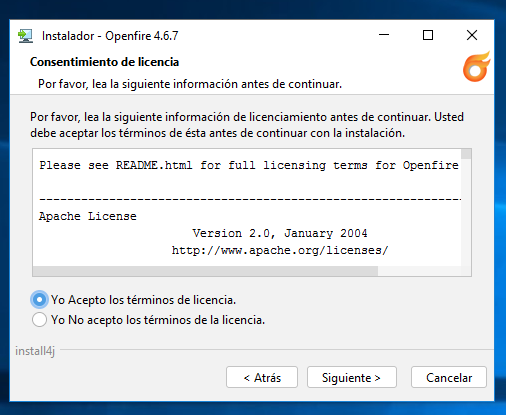 Instalador - Openfire 4.6.7
Consentimiento de licencia
Por favor, lea la siguiente información antes de continuar.
Por favor, lea la siguiente información de licenciamiento antes de continuar. Usted
debe aceptar los términos de ésta antes de continuar con la instalación.
Please see README.html for full licensing terms for Openfire
--------------------------------------------------------------
Apache License
Version 2.0, January 2004
http://www.apache.org/licenses/
Yo Acepto los términos de licencia.
Yo No acepto los términos de la licencia.
install4j
< Atrás
Siguiente >
Cancelar